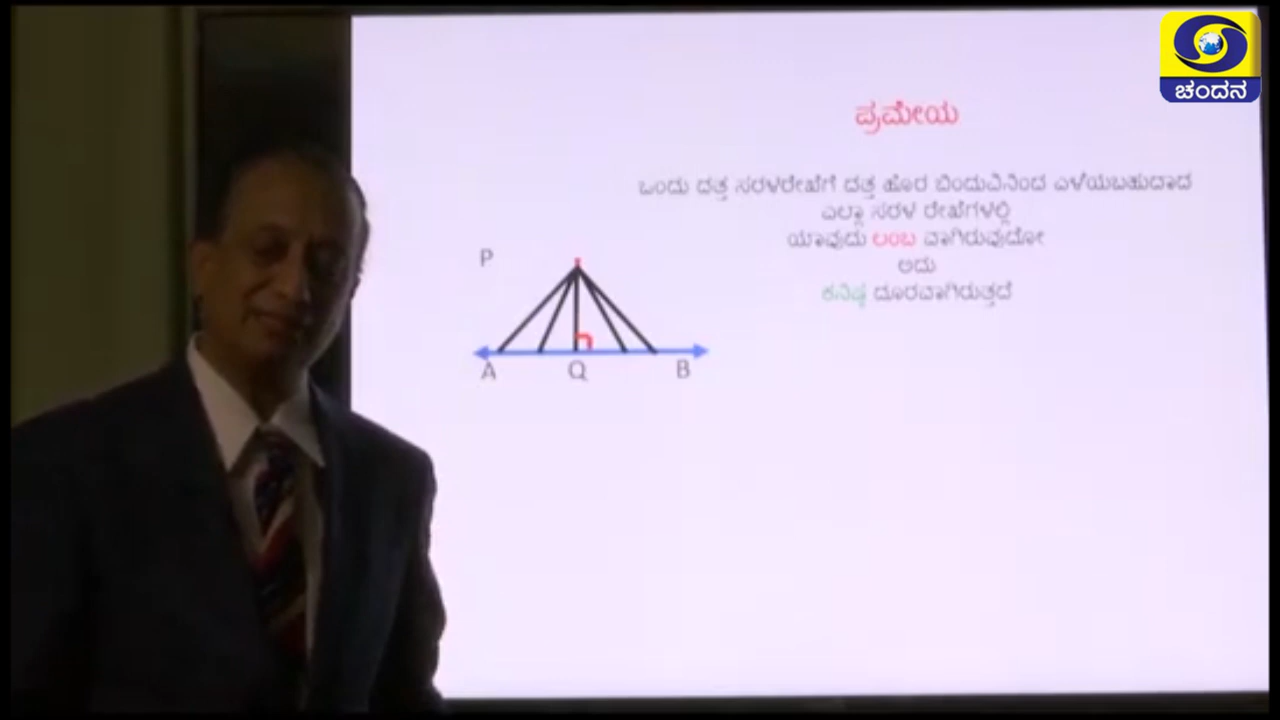 ಚಂದನ
ಪ್ರಮೇಯ
ಒಂದು ದತ್ತ ಸರಳರೇಖೆಗೆ ದತ್ತ ಹೊರ ಬಿಂದುವಿನಿಂದ ಎಳೆಯಬಹುದಾದ
ಎಲ್ಲಾ ಸರಳ ರೇಖೆಗಳಲ್ಲಿ
ಯಾವುದು ಲಂಬ ವಾಗಿರುವುದೋ
ಅದು
ಕನಿಷ್ಠ ದೂರವಾಗಿರುತ್ತದೆ
P
A Q B